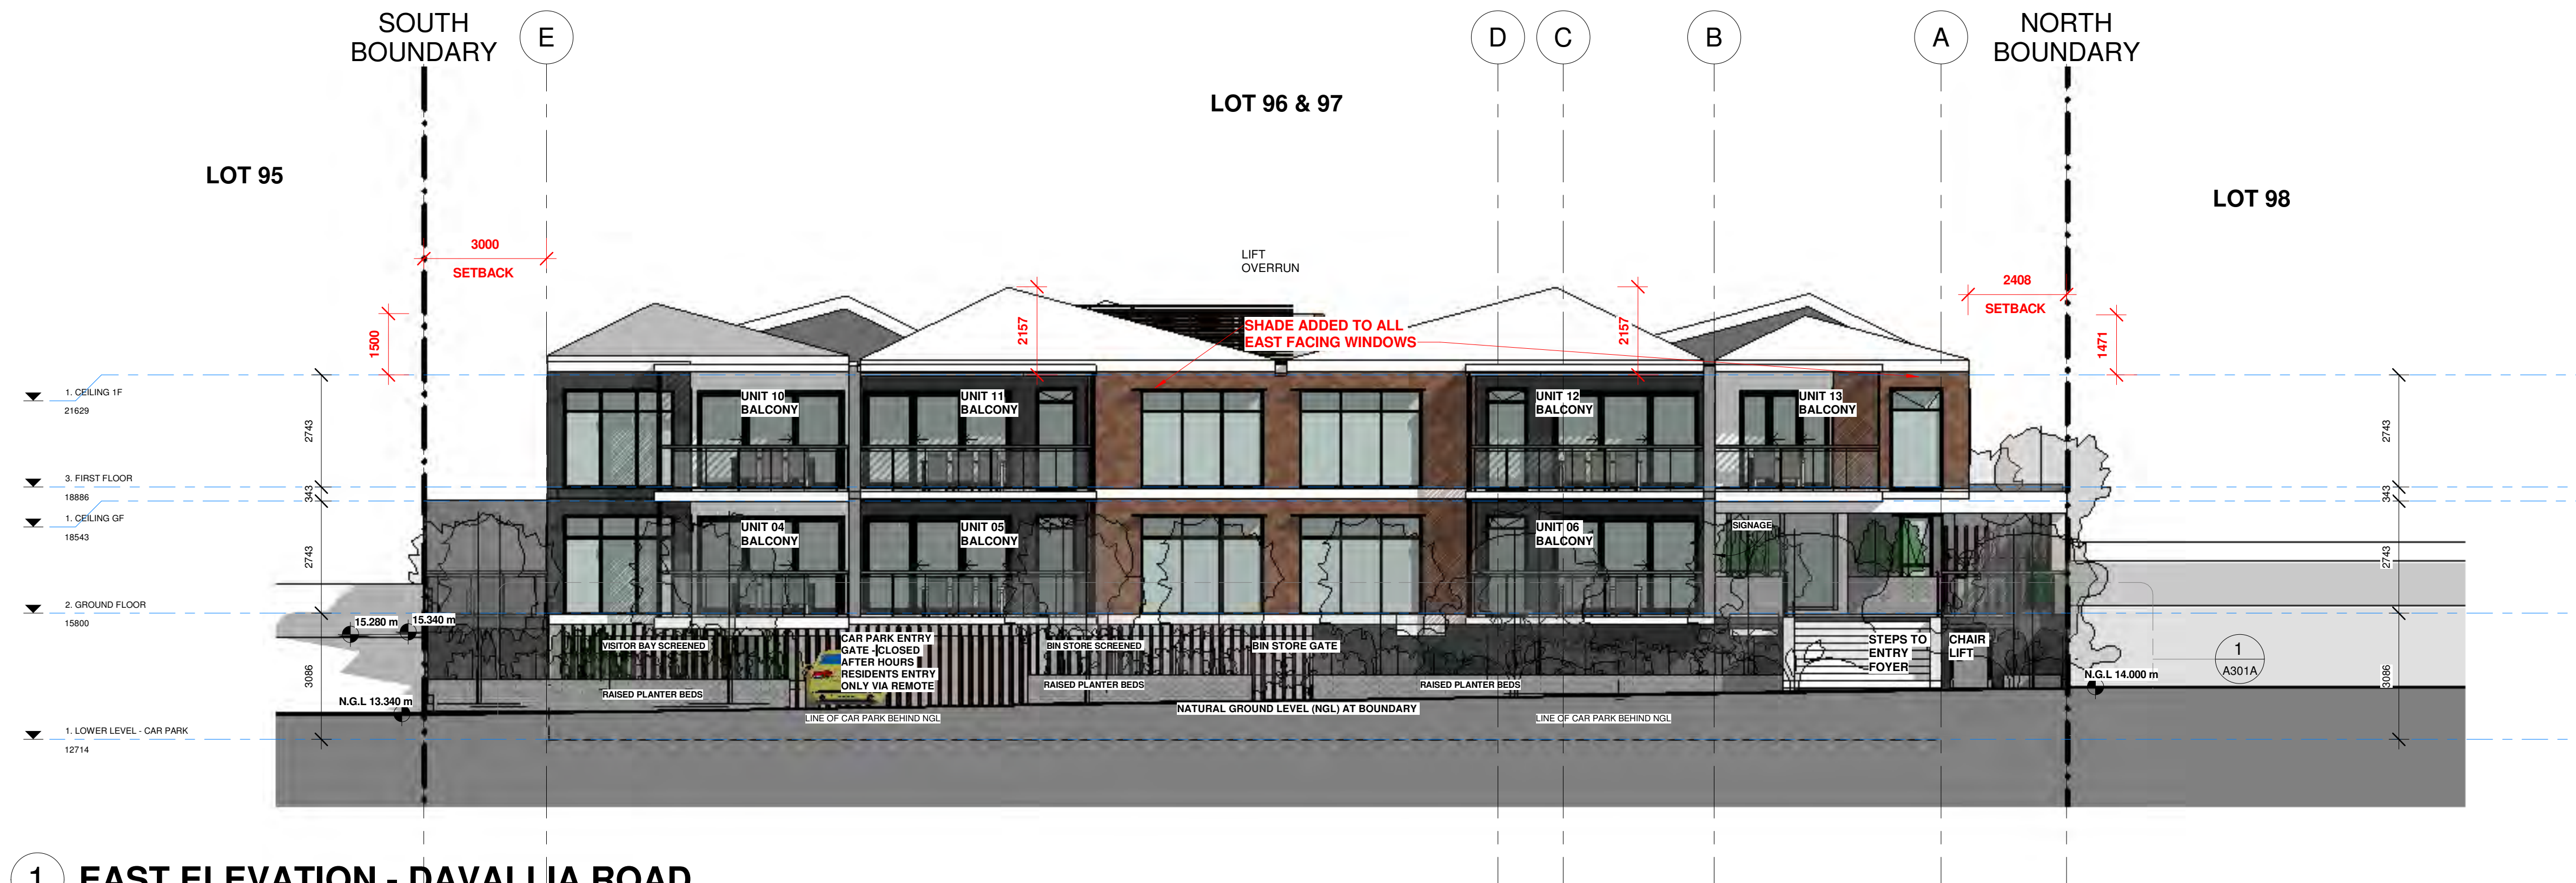 SOUTH
BOUNDARY
E
D
C
B
A
NORTH
BOUNDARY
LOT 96 & 97
LOT 95
LOT 98
3000
SETBACK
LIFT
OVERRUN
2408
SETBACK
1500
2157
SHADE ADDED TO ALL
EAST FACING WINDOWS
2157
1471
1. CEILING 1F
21629
UNIT 10
BALCONY
UNIT 11
BALCONY
UNIT 12
BALCONY
UNIT 13
BALCONY
2743
2743
3. FIRST FLOOR
18886
343
343
1. CEILING GF
18543
UNIT 04
BALCONY
UNIT 05
BALCONY
UNIT 06
BALCONY
SIGNAGE
2743
2743
2. GROUND FLOOR
15800
15.280 m
15.340 m
VISITOR BAY SCREENED
CAR PARK ENTRY
GATE - CLOSED
AFTER HOURS
RESIDENTS ENTRY
ONLY VIA REMOTE
BIN STORE SCREENED
BIN STORE GATE
STEPS TO
ENTRY
FOYER
CHAIR
LIFT
1
A301A
3086
3086
RAISED PLANTER BEDS
RAISED PLANTER BEDS
RAISED PLANTER BEDS
N.G.L 13.340 m
N.G.L 14.000 m
NATURAL GROUND LEVEL (NGL) AT BOUNDARY
LINE OF CAR PARK BEHIND NGL
LINE OF CAR PARK BEHIND NGL
1. LOWER LEVEL - CAR PARK
12714
1
EAST ELEVATION - DAVALLIA ROAD